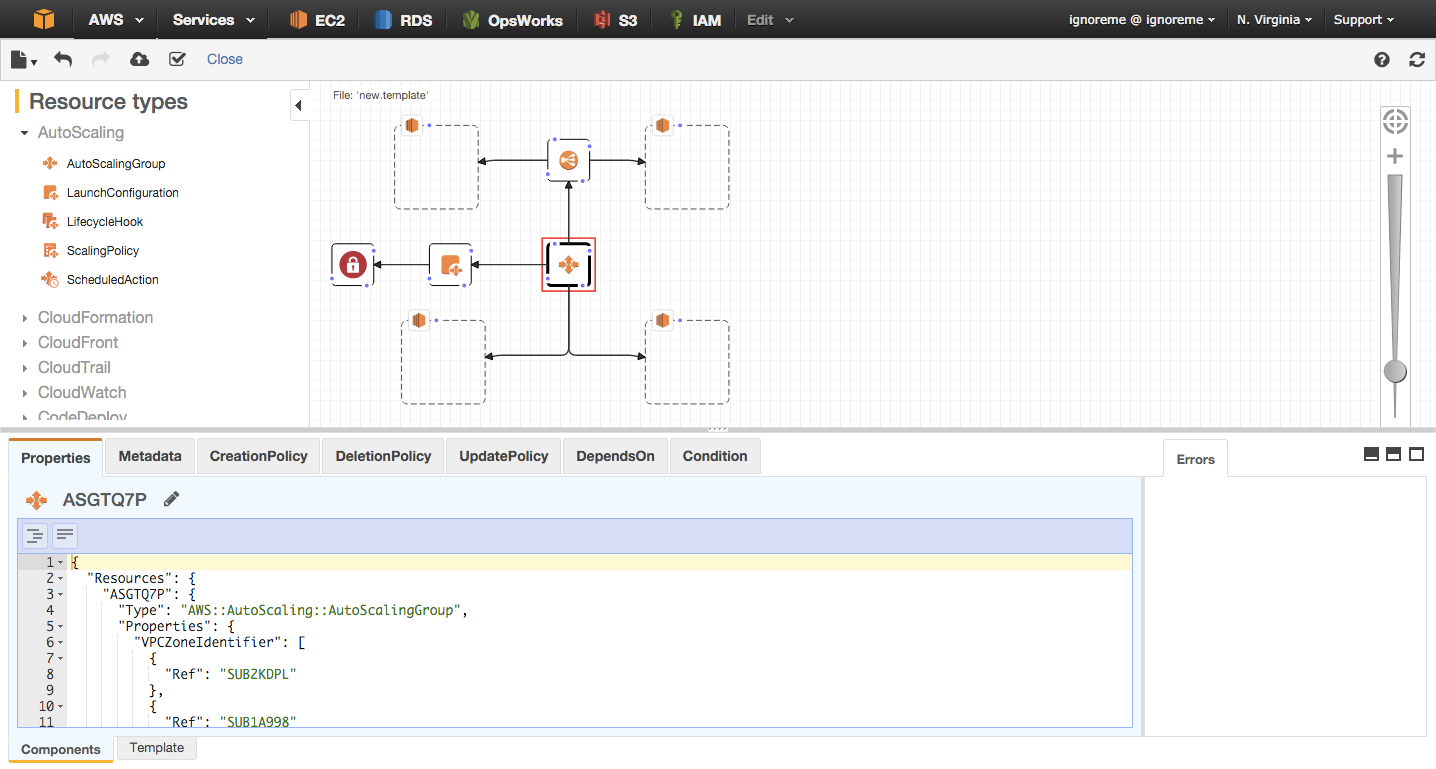 AWS Services EC2 RDS OpsWorks S3 IAM Edit ignoreme @ ignoreme N. Virginia Support
Close
Resource types
AutoScaling
AutoScalingGroup
LaunchConfiguration
LifecycleHook
ScalingPolicy
ScheduledAction
CloudFormation
CloudFront
CloudTrail
CloudWatch
CodeDeploy
File: 'new.template'
Properties Metadata CreationPolicy DeletionPolicy UpdatePolicy DependsOn Condition
ASGTQ7P
1 {
2 "Resources": {
3 "ASGTQ7P": {
4 "Type": "AWS::AutoScaling::AutoScalingGroup",
5 "Properties": {
6 "VPCZoneIdentifier": [
7 {
8 "Ref": "SUB2KDPL"
9 },
10 {
11 "Ref": "SUB1A998"
Components Template
Errors